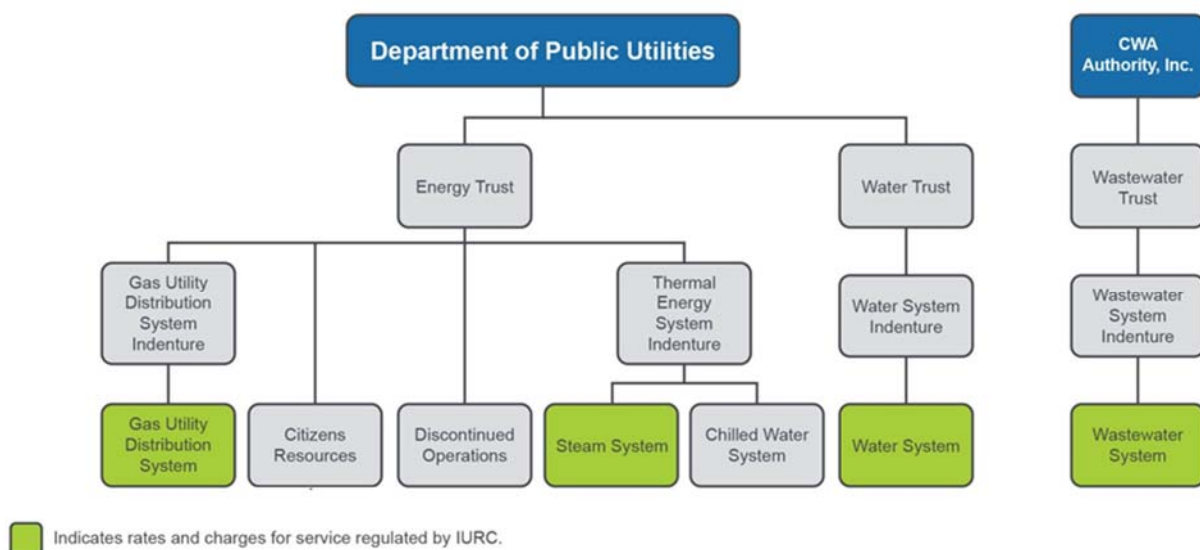 Department of Public Utilities
CWA
Authority, Inc.
Energy Trust
Water Trust
Wastewater
Trust
Gas Utility
Distribution
System
Indenture
Thermal
Energy
System
Indenture
Water System
Indenture
Wastewater
System
Indenture
Gas Utility
Distribution
System
Citizens
Resources
Discontinued
Operations
Steam System
Chilled Water
System
Water System
Wastewater
System
Indicates rates and charges for service regulated by IURC.